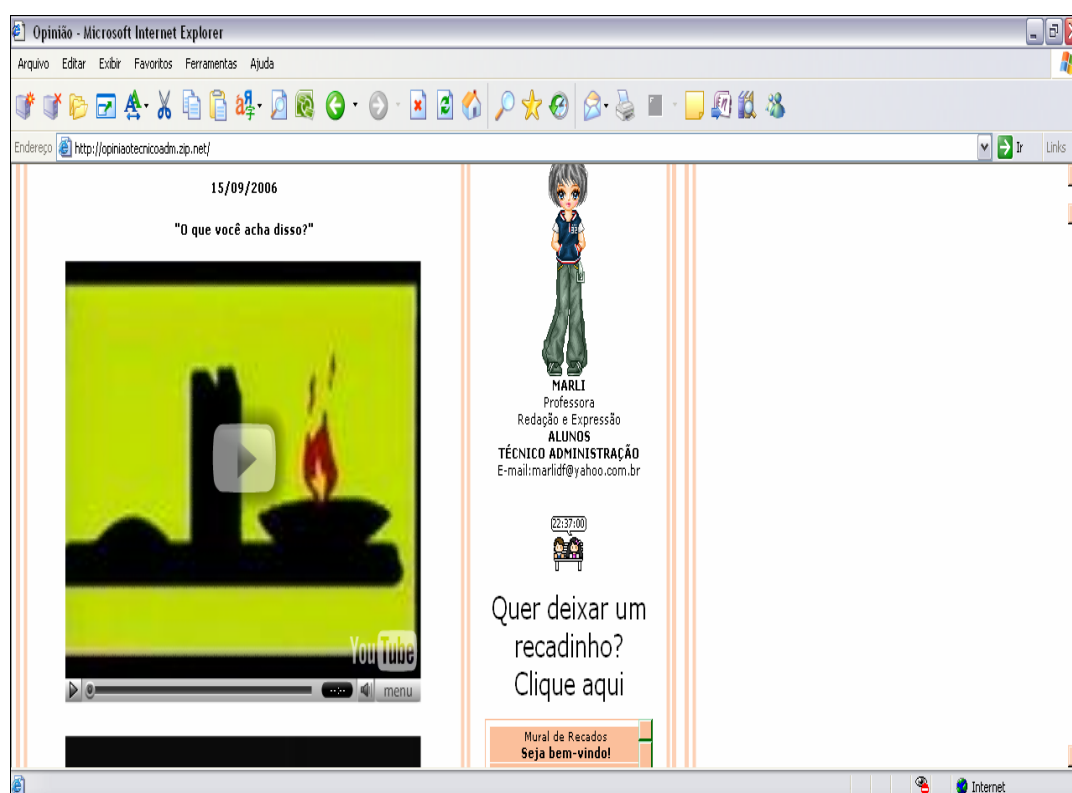 Opinião - Microsoft Internet Explorer
Arquivo Editar Exibir Favoritos Ferramentas Ajuda
Endereço http://opiniaotecnicoadm.zip.net/ Ir Links
15/09/2006
"O que você acha disso?"
YouTube
menu
MARLI
Professora
Redação e Expressão
ALUNOS
TÉCNICO ADMINISTRAÇÃO
E-mail:marlidf@yahoo.com.br
22:37:00
Quer deixar um
recadinho?
Clique aqui
Mural de Recados
Seja bem-vindo!
Internet